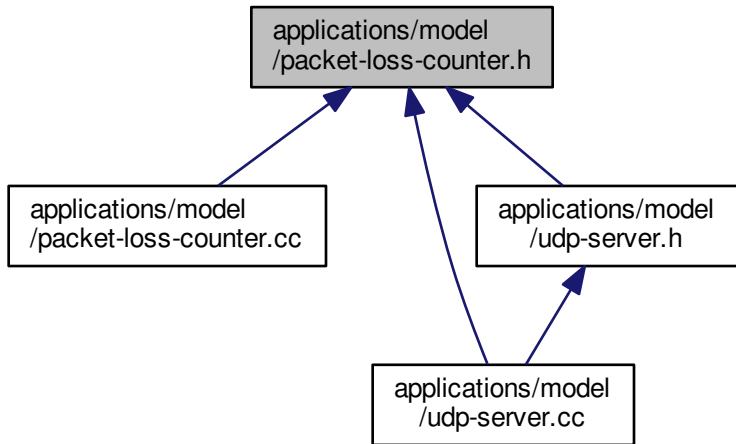 applications/model
/packet-loss-counter.h
applications/model
/packet-loss-counter.cc
applications/model
/udp-server.h
applications/model
/udp-server.cc